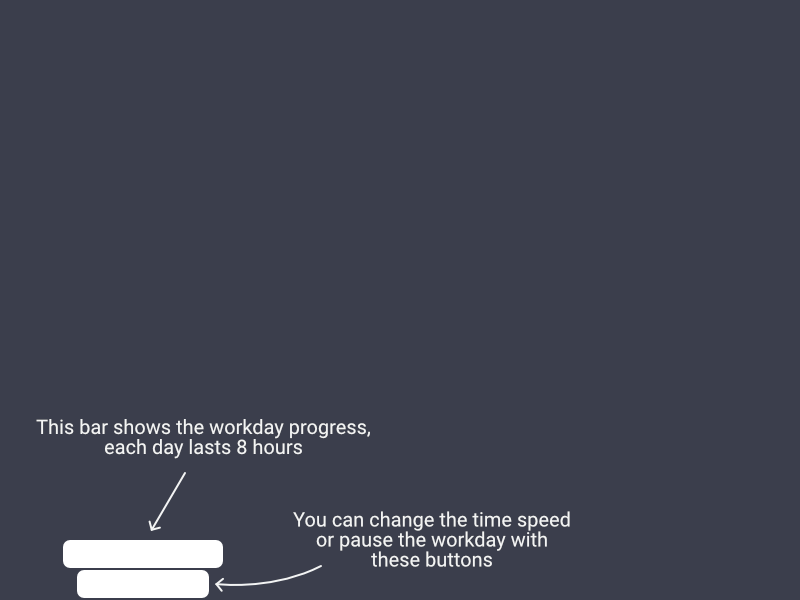 This bar shows the workday progress,
each day lasts 8 hours
You can change the time speed
or pause the workday with
these buttons